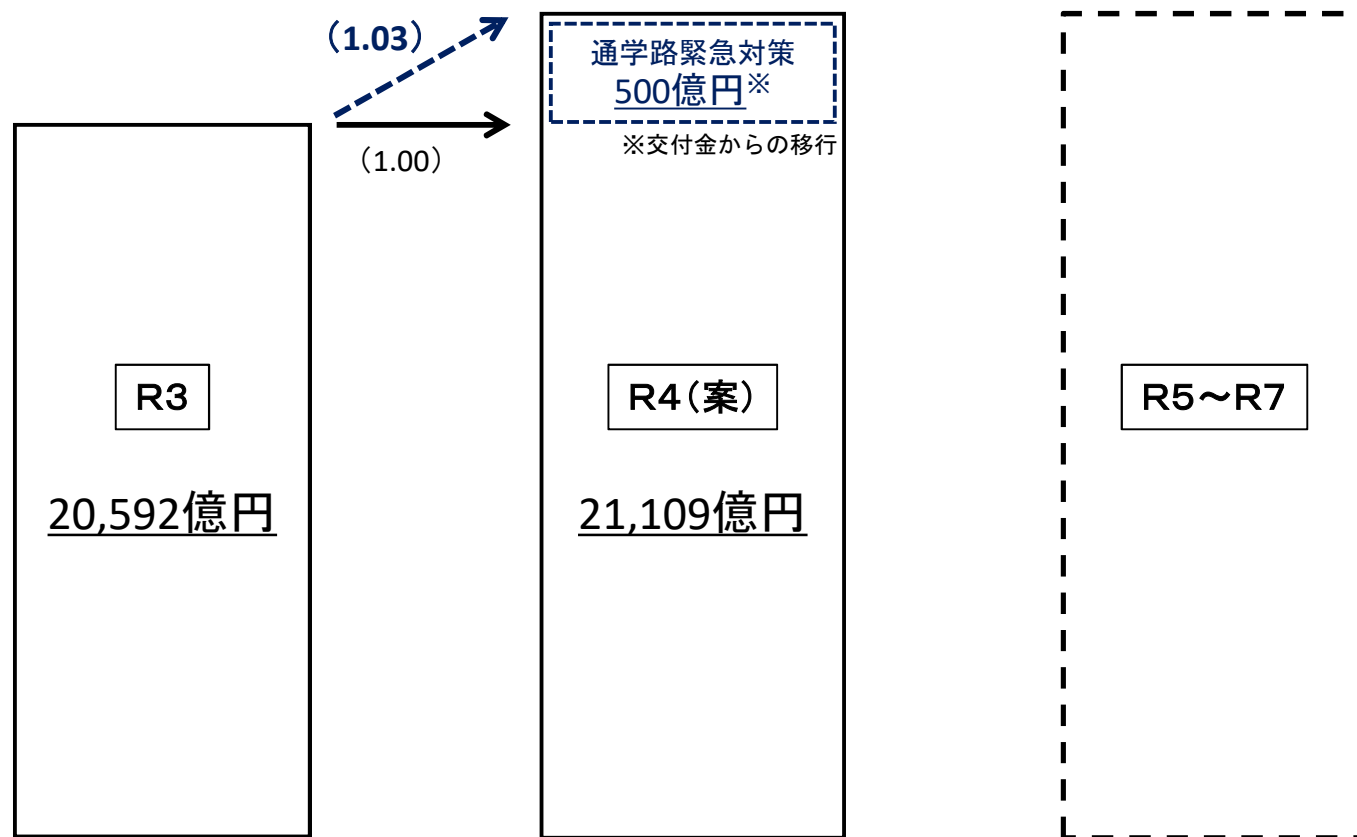 （1.03）
（1.00）
通学路緊急対策
500億円※
※交付金からの移行
R3
20,592億円
R4（案）
21,109億円
R5～R7